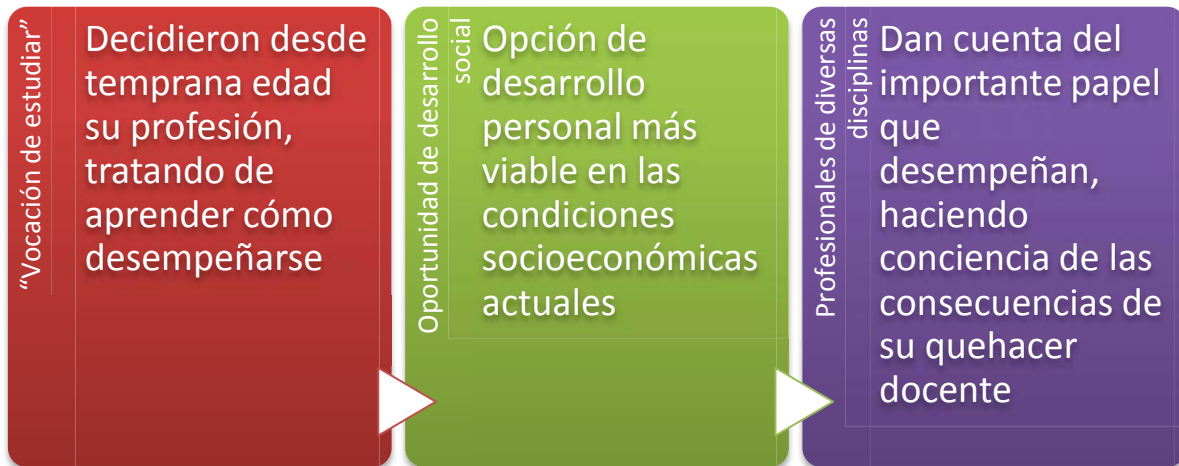 “Vocación de estudiar”
Decidieron desde
temprana edad
su profesión,
tratando de
aprender cómo
desempeñarse
Oportunidad de desarrollo
social
Opción de
desarrollo
personal más
viable en las
condiciones
socioeconómicas
actuales
Profesionales de diversas
disciplinas
Dan cuenta del
importante papel
que
desempeñan,
haciendo
conciencia de las
consecuencias de
su quehacer
docente